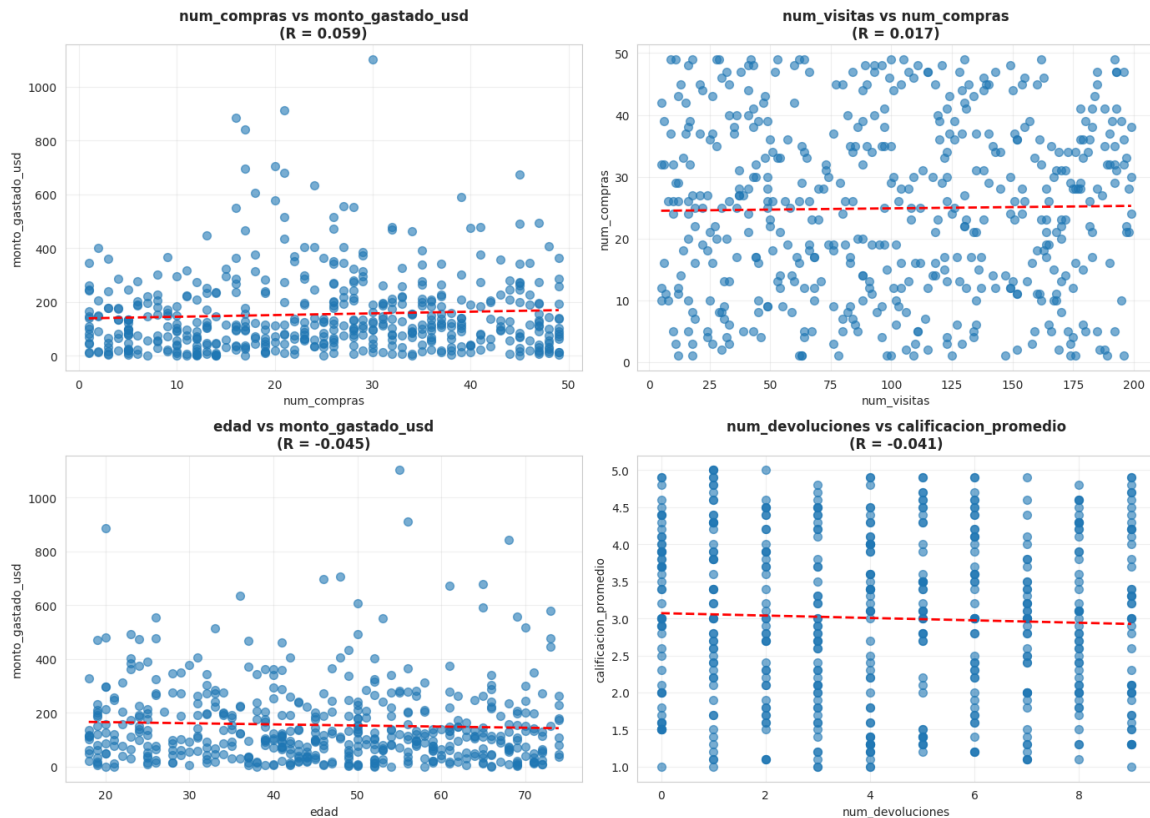 num_compras vs monto_gastado_usd
(R = 0.059)
monto_gastado_usd
1000
800
600
400
200
0
0 10 20 30 40 50
num_compras
num_visitas vs num_compras
(R = 0.017)
num_compras
50
40
30
20
10
0
0 25 50 75 100 125 150 175 200
num_visitas
edad vs monto_gastado_usd
(R = -0.045)
monto_gastado_usd
1000
800
600
400
200
0
20 30 40 50 60 70
edad
num_devoluciones vs calificacion_promedio
(R = -0.041)
calificacion_promedio
5.0
4.5
4.0
3.5
3.0
2.5
2.0
1.5
1.0
0 2 4 6 8
num_devoluciones